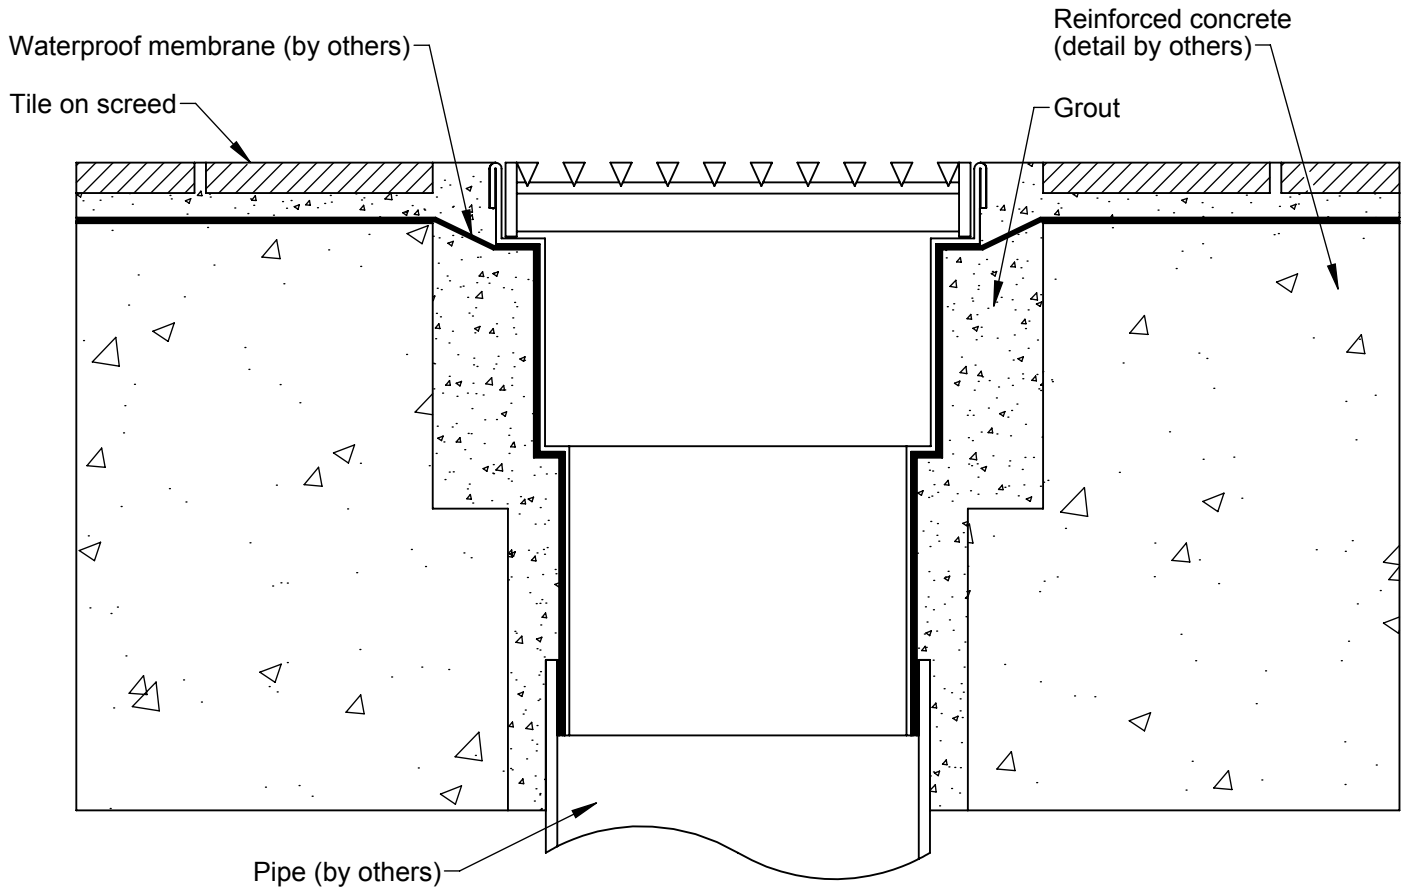 Reinforced concrete
(detail by others)
Waterproof membrane (by others)
Tile on screed
Grout
Pipe (by others)